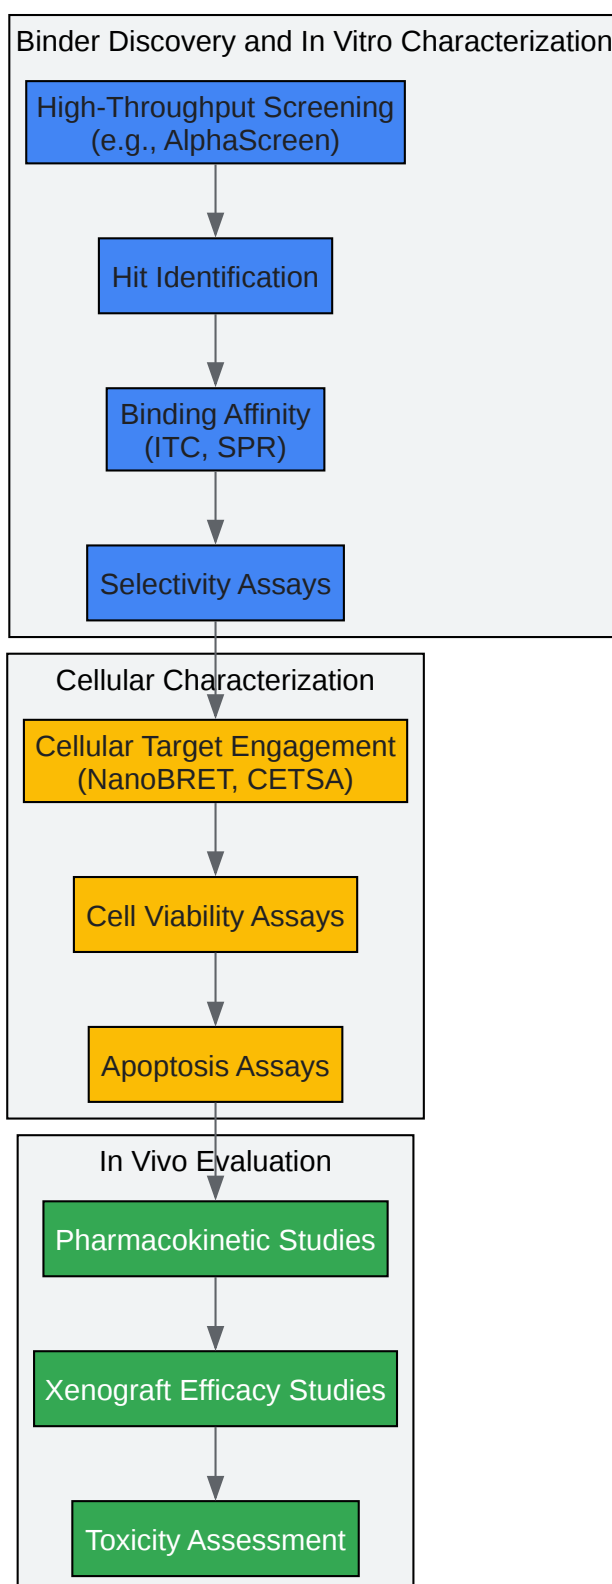 Binder Discovery and In Vitro Characterization
High-Throughput Screening
(e.g., AlphaScreen)
Hit Identification
Binding Affinity
(ITC, SPR)
Selectivity Assays
Cellular Characterization
Cellular Target Engagement
(NanoBRET, CETSA)
Cell Viability Assays
Apoptosis Assays
In Vivo Evaluation
Pharmacokinetic Studies
Xenograft Efficacy Studies
Toxicity Assessment